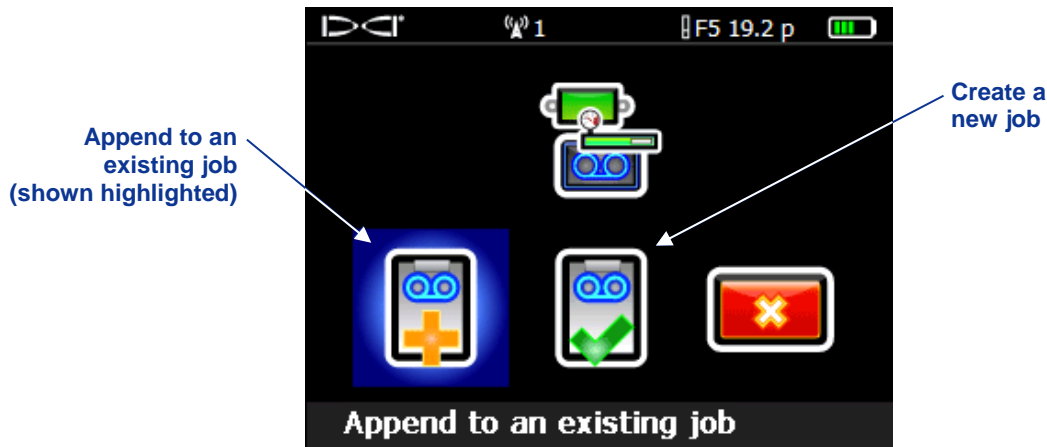 DCI
1
F5 19.2 p
Create a
new job
Append to an
existing job
(shown highlighted)
Append to an existing job